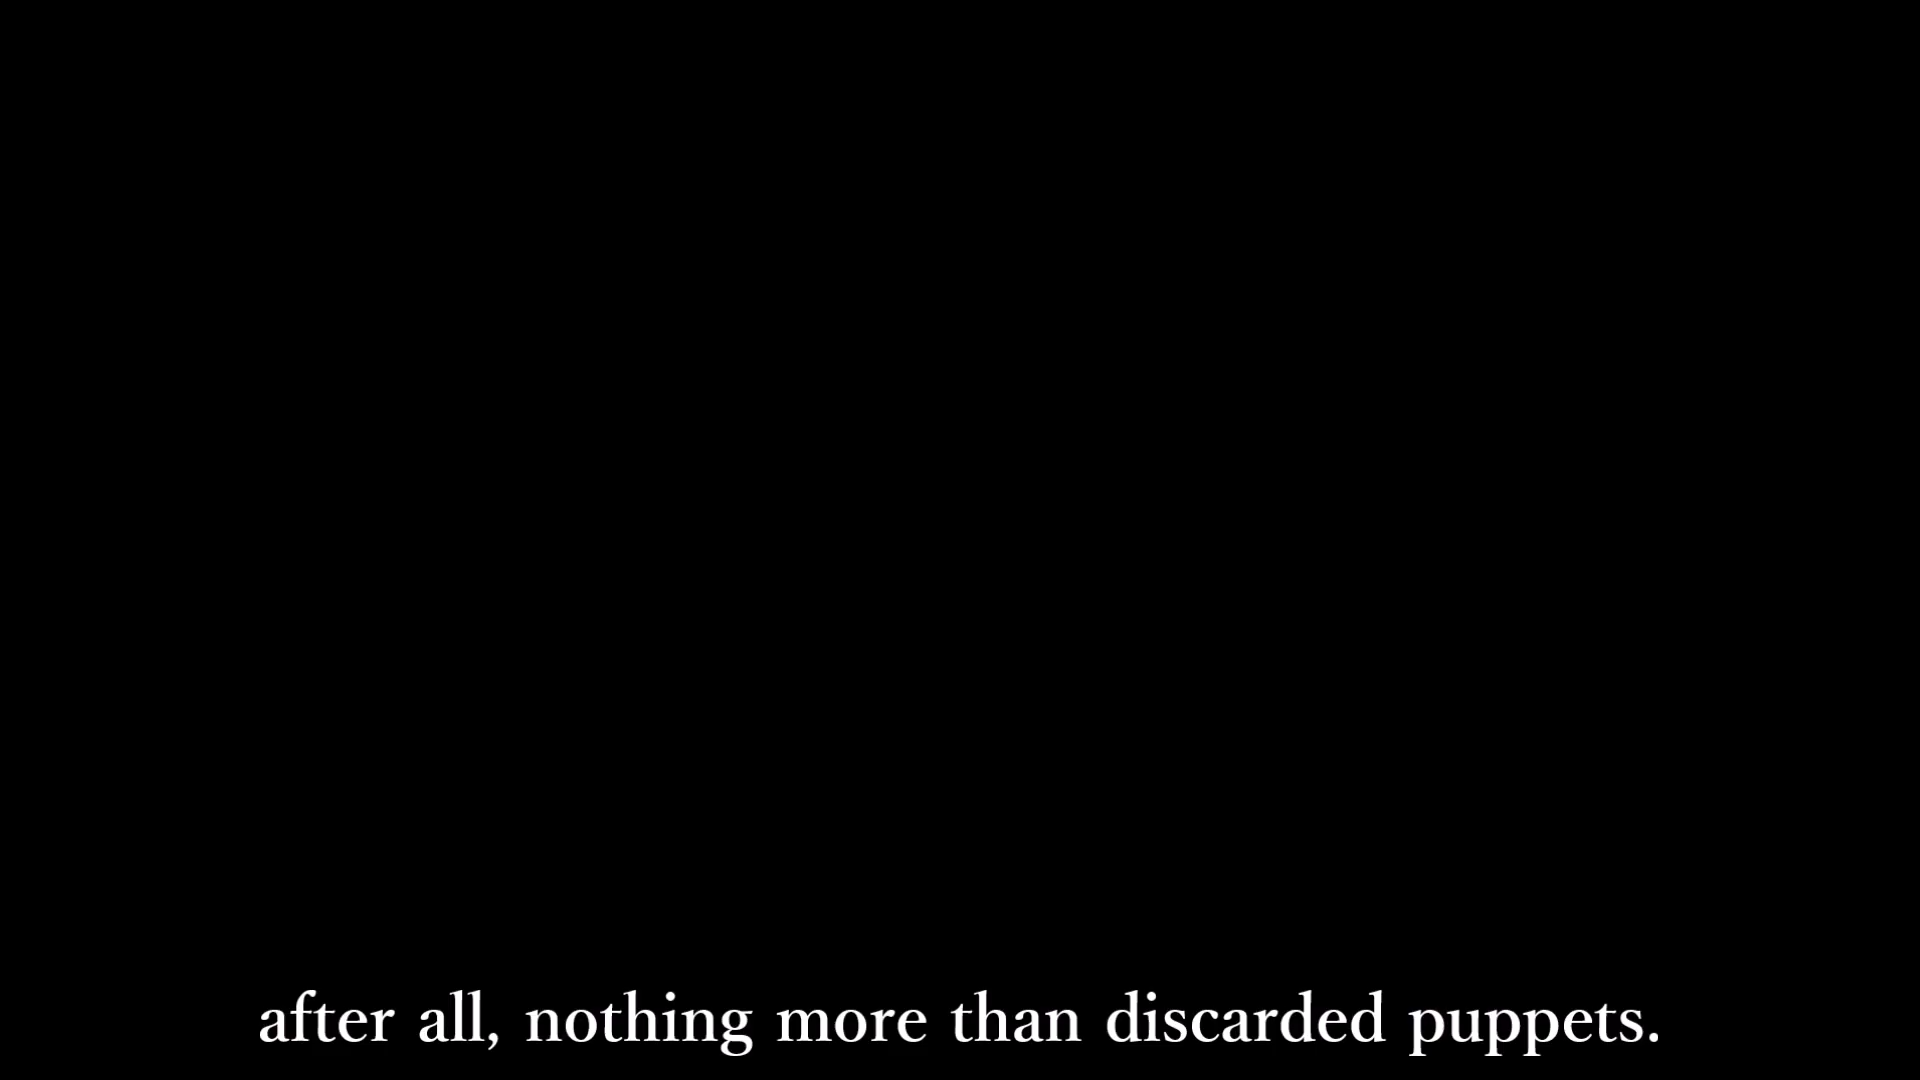 after all, nothing more than discarded puppets.